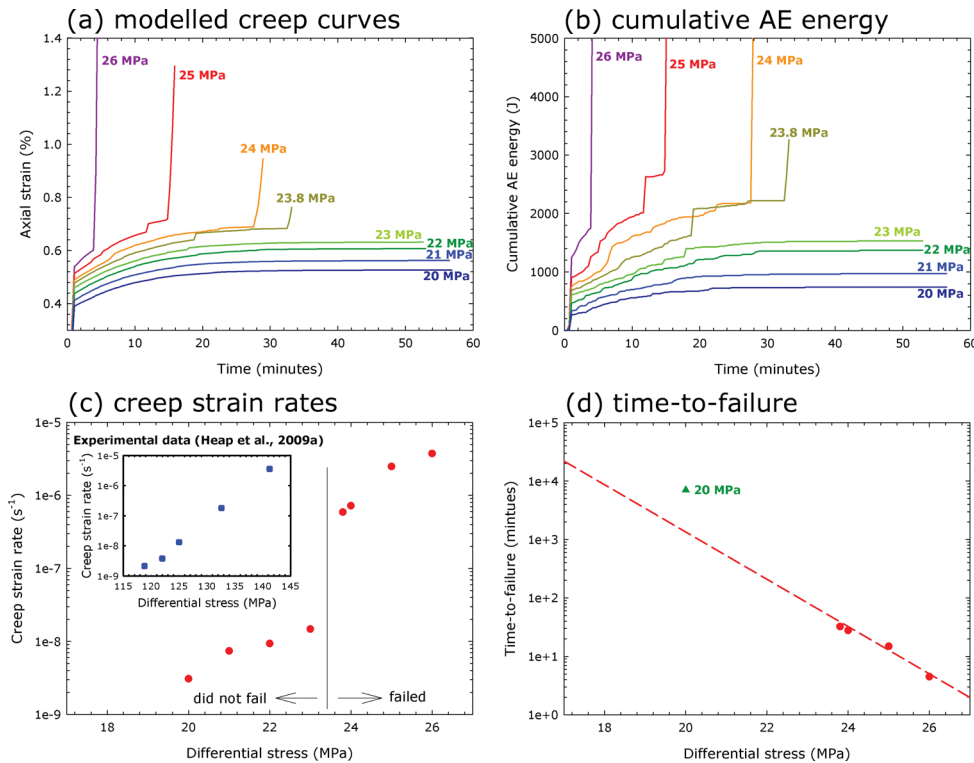 (a) modelled creep curves
1.4
1.2
1.0
0.8
0.6
0.4
Axial strain (%)
26 MPa
25 MPa
24 MPa
23.8 MPa
23 MPa
22 MPa
21 MPa
20 MPa
0 10 20 30 40 50 60
Time (minutes)
(b) cumulative AE energy
5000
4000
3000
2000
1000
0
Cumulative AE energy (J)
26 MPa
25 MPa
24 MPa
23.8 MPa
23 MPa
22 MPa
21 MPa
20 MPa
0 10 20 30 40 50 60
Time (minutes)
(c) creep strain rates
1e-5
1e-6
1e-7
1e-8
1e-9
Creep strain rate (s⁻¹)
Experimental data (Heap et al., 2009a)
1e-5
1e-6
1e-7
1e-8
1e-9
Creep strain rate (s⁻¹)
115 120 125 130 135 140 145
Differential stress (MPa)
did not fail
failed
18 20 22 24 26
Differential stress (MPa)
(d) time-to-failure
1e+5
1e+4
1e+3
1e+2
1e+1
1e+0
Time-to-failure (mintues)
20 MPa
18 20 22 24 26
Differential stress (MPa)